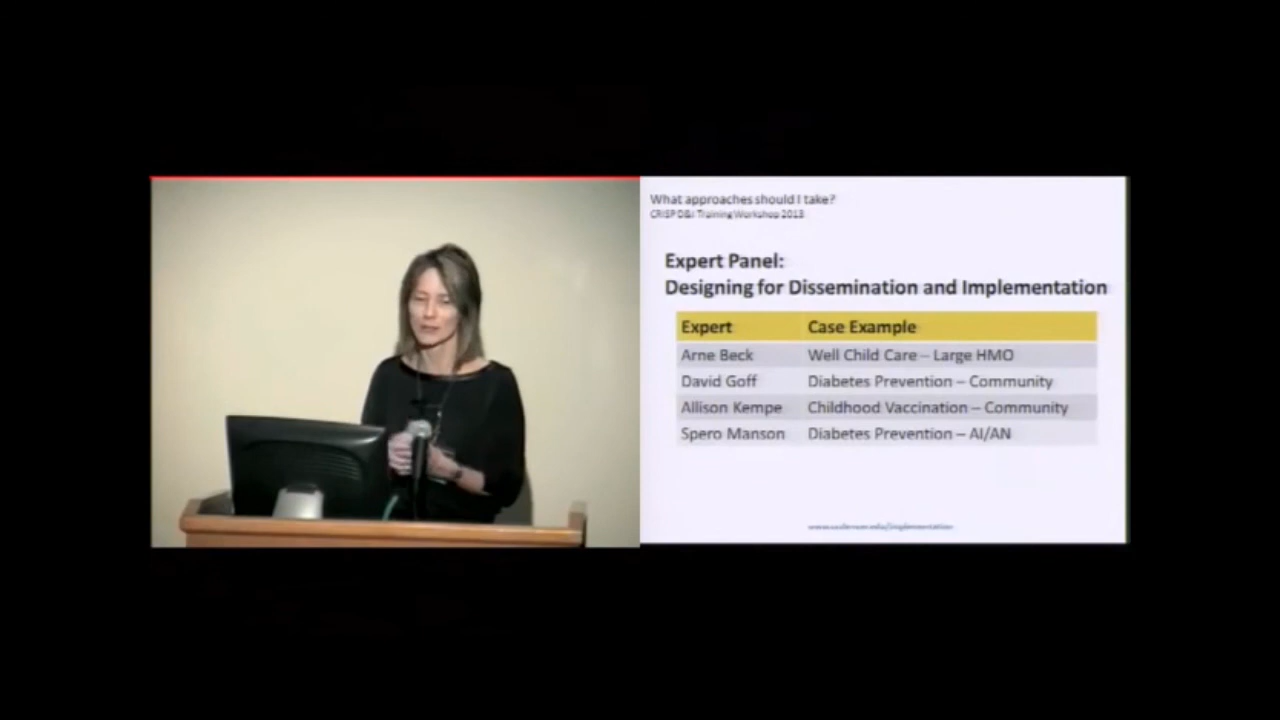 What approaches should I take?
CRISP D&I Training Workshop 2013
Expert Panel:
Designing for Dissemination and Implementation
Expert Case Example
Arne Beck Well Child Care – Large HMO
David Goff Diabetes Prevention – Community
Allison Kempe Childhood Vaccination – Community
Spero Manson Diabetes Prevention – AI/AN